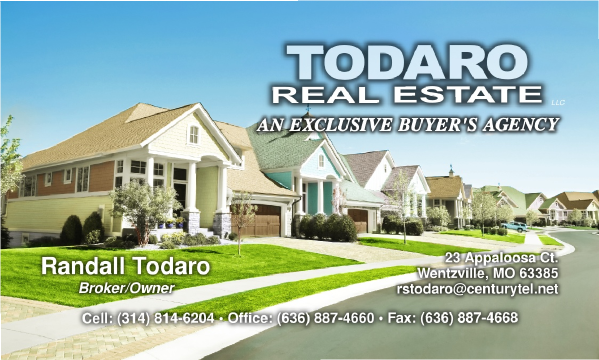 TODARO
REAL ESTATE LLC
AN EXCLUSIVE BUYER'S AGENCY
Randall Todaro
Broker/Owner
23 Appaloosa Ct.
Wentzville, MO 63385
rstodaro@centurytel.net
Cell: (314) 814-6204 • Office: (636) 887-4660 • Fax: (636) 887-4668